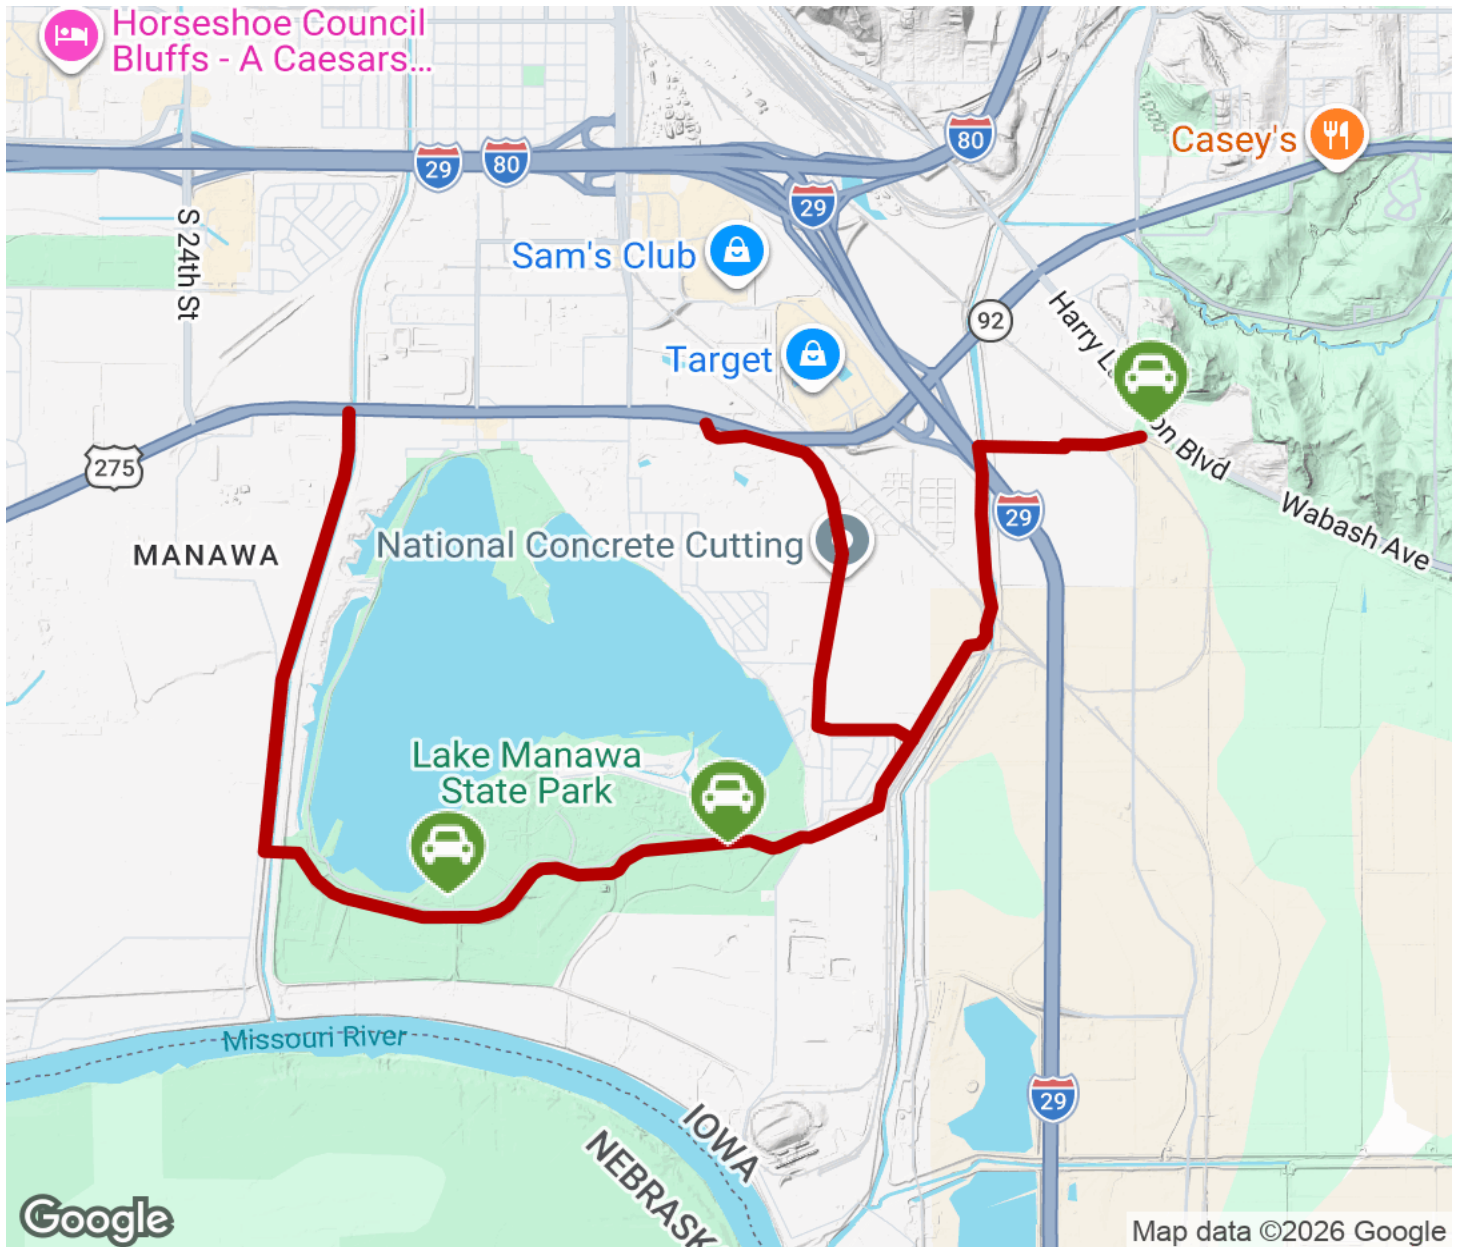 Horseshoe Council
Bluffs - A Caesars...
80
Casey's
29
80
29
S 24th St
Sam's Club
92
Harry L
on Blvd
Target
275
Wabash Ave
29
MANAWA
National Concrete Cutting
Lake Manawa
State Park
Missouri River
29
IOWA
NEBRASK
Google
Map data ©2026 Google